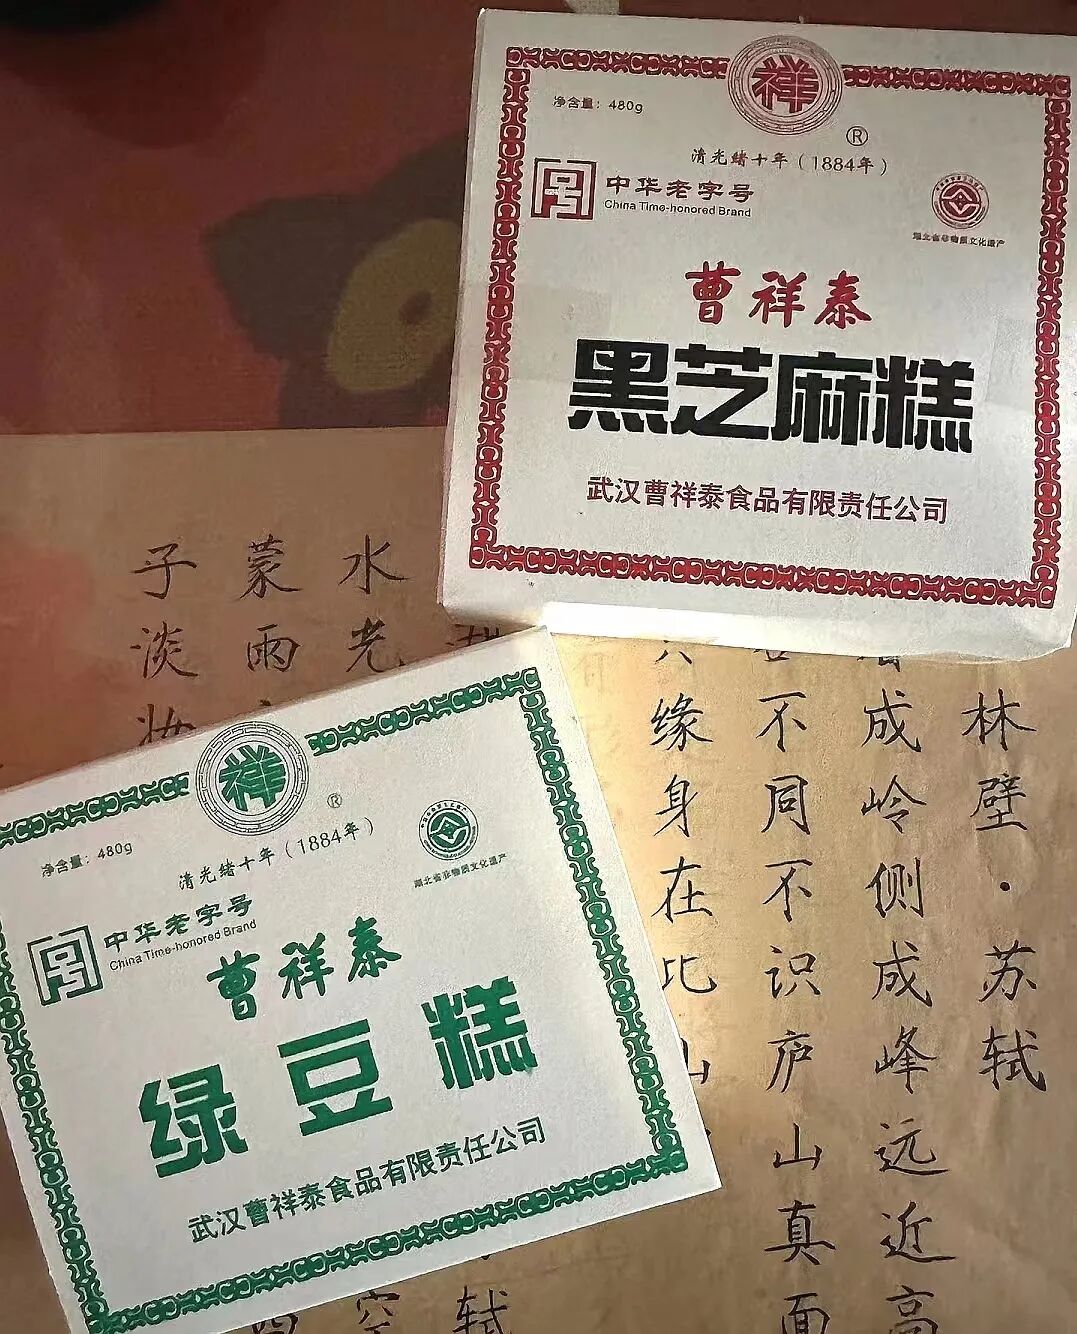 祥
®
净含量：480g
清光绪十年（1884年）
中华老字号
China Time-honored Brand
湖北省非物质文化遗产
曹祥泰
黑芝麻糕
武汉曹祥泰食品有限责任公司
祥
®
净含量：480g
清光绪十年（1884年）
中华老字号
China Time-honored Brand
湖北省非物质文化遗产
曹祥泰
绿豆糕
武汉曹祥泰食品有限责任公司
林壁·苏轼
成岭侧成峰远近高
不同不识庐山真面
缘身在此山
轼
水光
空
蒙雨
子淡妆